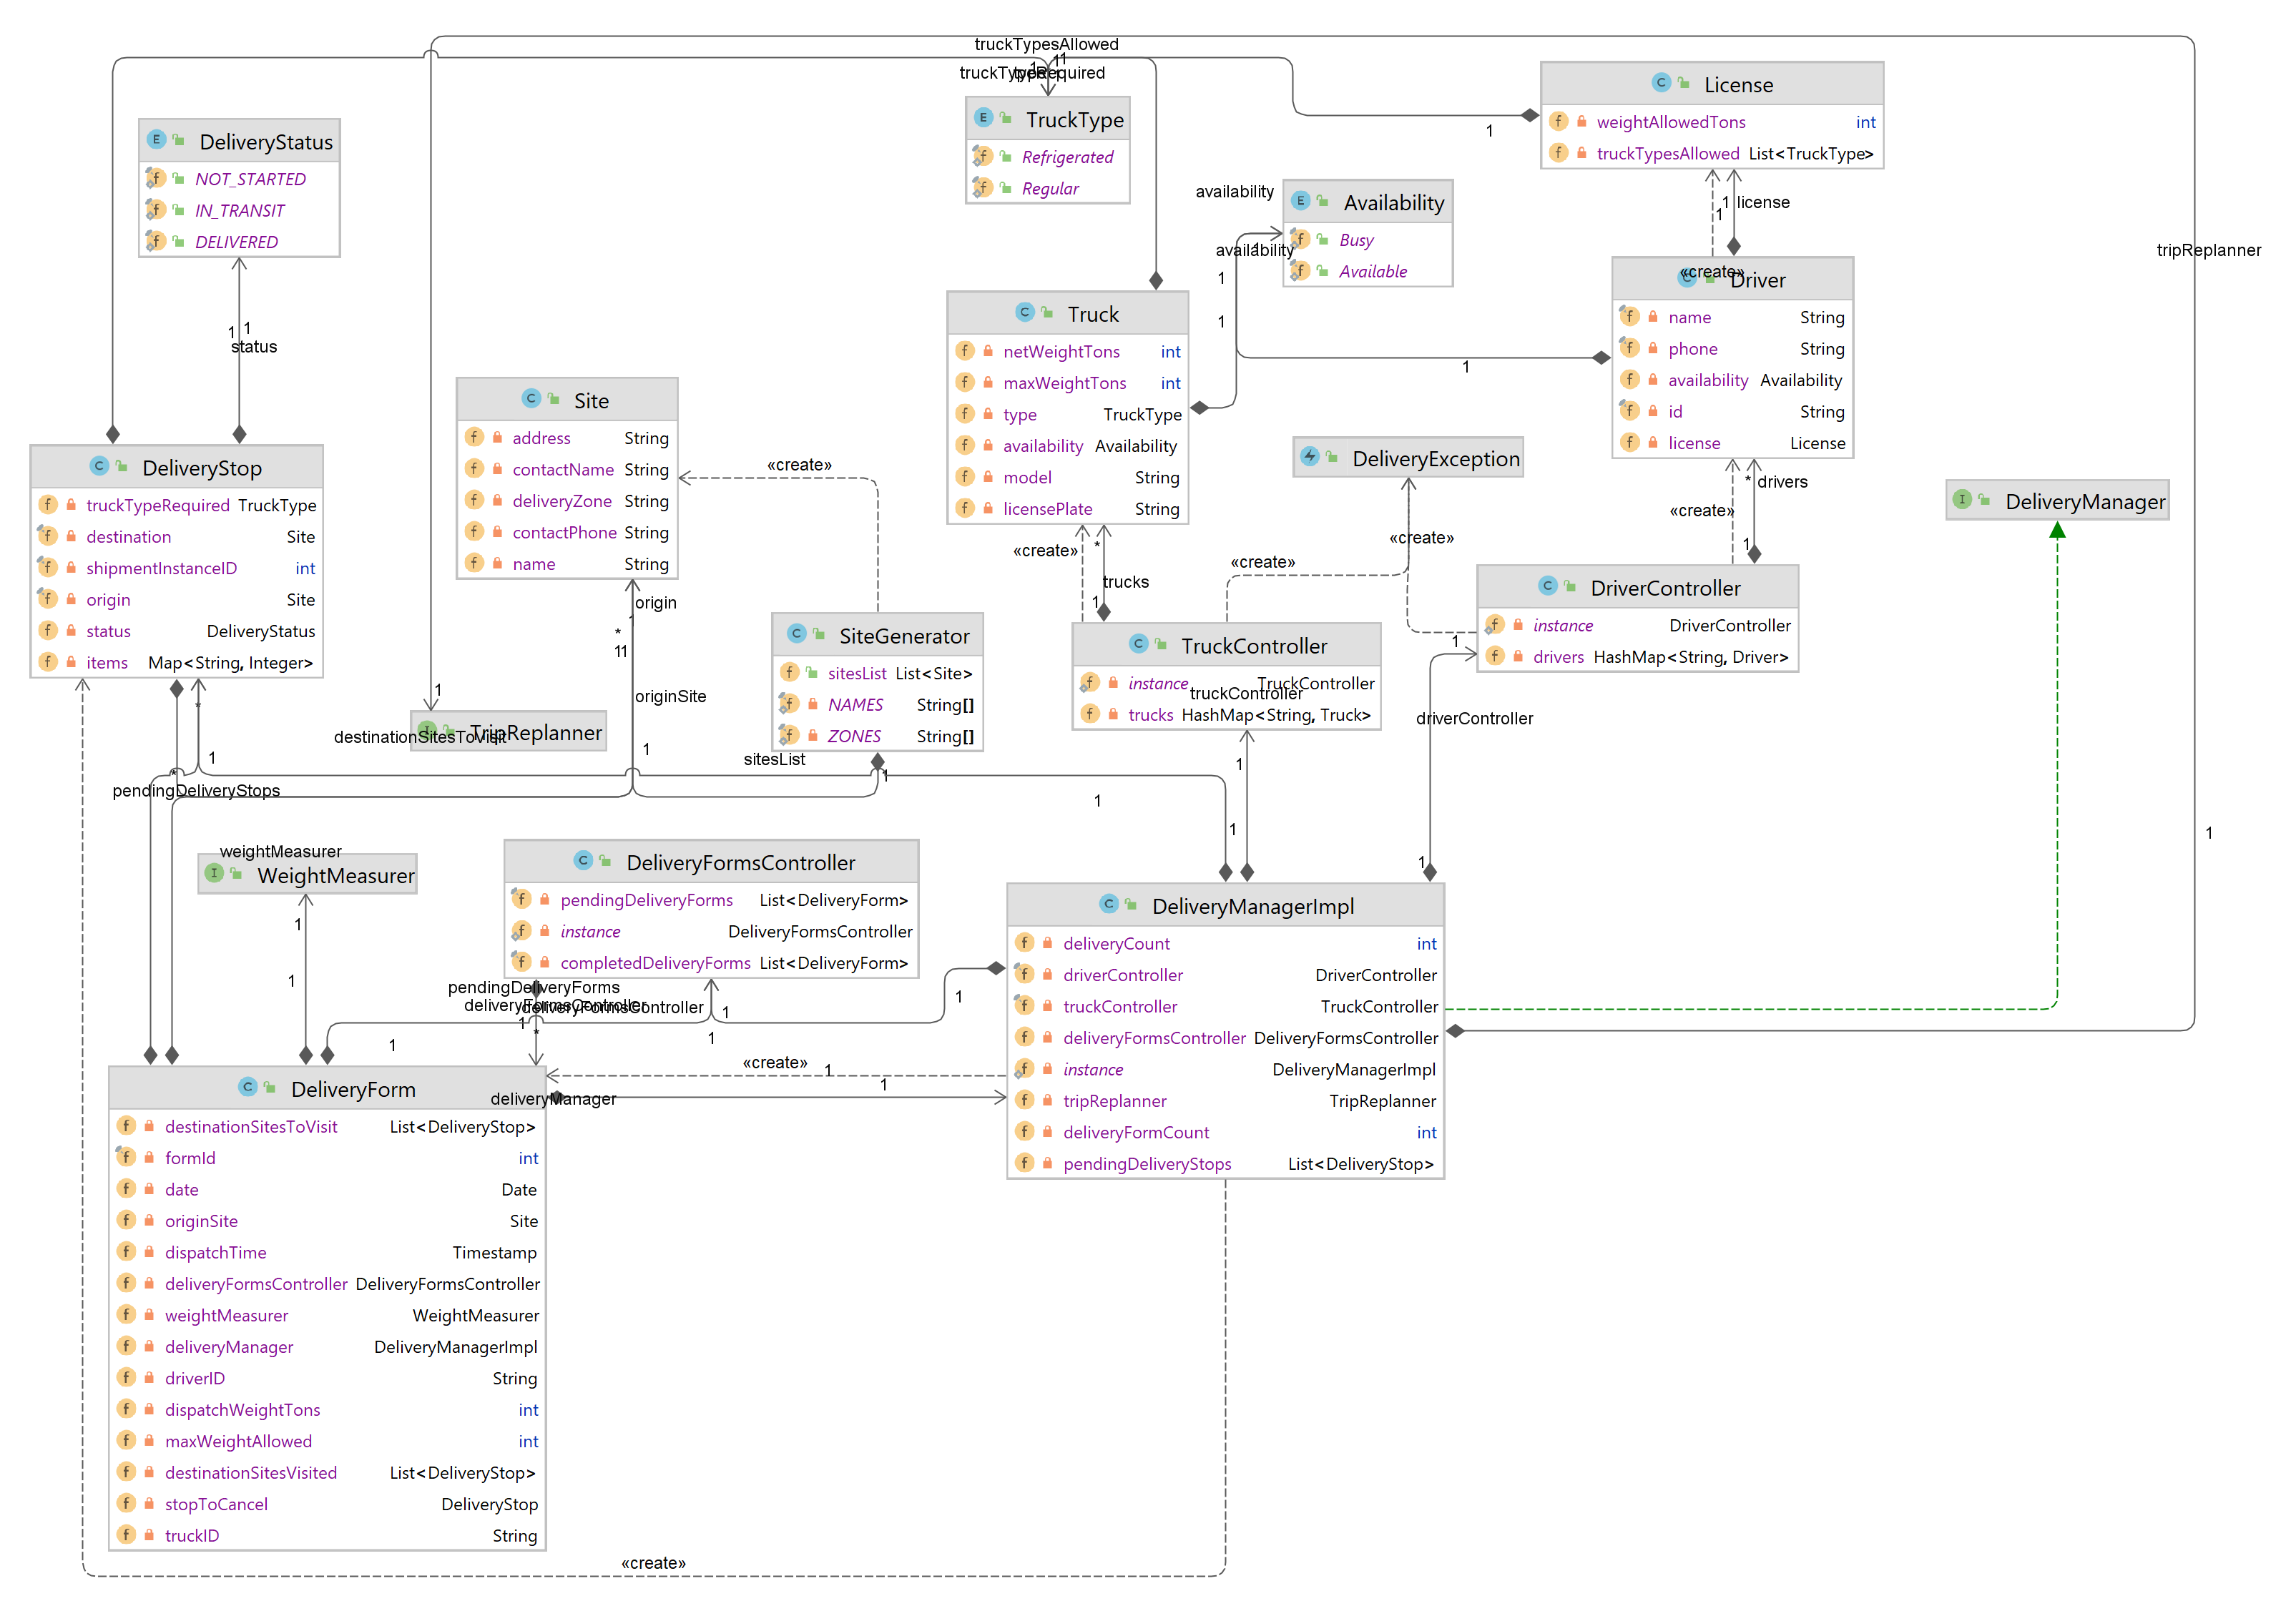 truckTypesAllowed
truckTypeRequired
type
1
TruckType
Refrigerated
Regular
License
weightAllowedTons int
truckTypesAllowed List<TruckType>
1
DeliveryStatus
NOT_STARTED
IN_TRANSIT
DELIVERED
1 1
status
availability
availability
1
1
1
Availability
Busy
Available
1 license
1
«create»
Driver
name String
phone String
availability Availability
id String
license License
tripReplanner
1
Truck
netWeightTons int
maxWeightTons int
type TruckType
availability Availability
model String
licensePlate String
Site
address String
contactName String
deliveryZone String
contactPhone String
name String
«create»
DeliveryException
DeliveryManager
DeliveryStop
truckTypeRequired TruckType
destination Site
shipmentInstanceID int
origin Site
status DeliveryStatus
items Map<String, Integer>
«create»
* trucks
1
«create»
«create»
* drivers
«create»
1
DriverController
instance DriverController
drivers HashMap<String, Driver>
1
origin
*
1
11
originSite
1
SiteGenerator
sitesList List<Site>
NAMES String[]
ZONES String[]
sitesList
1
TruckController
instance TruckController
truckController
trucks HashMap<String, Truck>
driverController
1
1
TripReplanner
destinationSitesToVisit
*
1
*
pendingDeliveryStops
1
1
1
1
weightMeasurer
WeightMeasurer
1
1
DeliveryFormsController
pendingDeliveryForms List<DeliveryForm>
instance DeliveryFormsController
completedDeliveryForms List<DeliveryForm>
pendingDeliveryForms
deliveryFormsController
deliveryFormsController
1
*
1
1
1
1
DeliveryManagerImpl
deliveryCount int
driverController DriverController
truckController TruckController
deliveryFormsController DeliveryFormsController
instance DeliveryManagerImpl
tripReplanner TripReplanner
deliveryFormCount int
pendingDeliveryStops List<DeliveryStop>
«create»
1
1
deliveryManager
DeliveryForm
destinationSitesToVisit List<DeliveryStop>
formId int
date Date
originSite Site
dispatchTime Timestamp
deliveryFormsController DeliveryFormsController
weightMeasurer WeightMeasurer
deliveryManager DeliveryManagerImpl
driverID String
dispatchWeightTons int
maxWeightAllowed int
destinationSitesVisited List<DeliveryStop>
stopToCancel DeliveryStop
truckID String
«create»